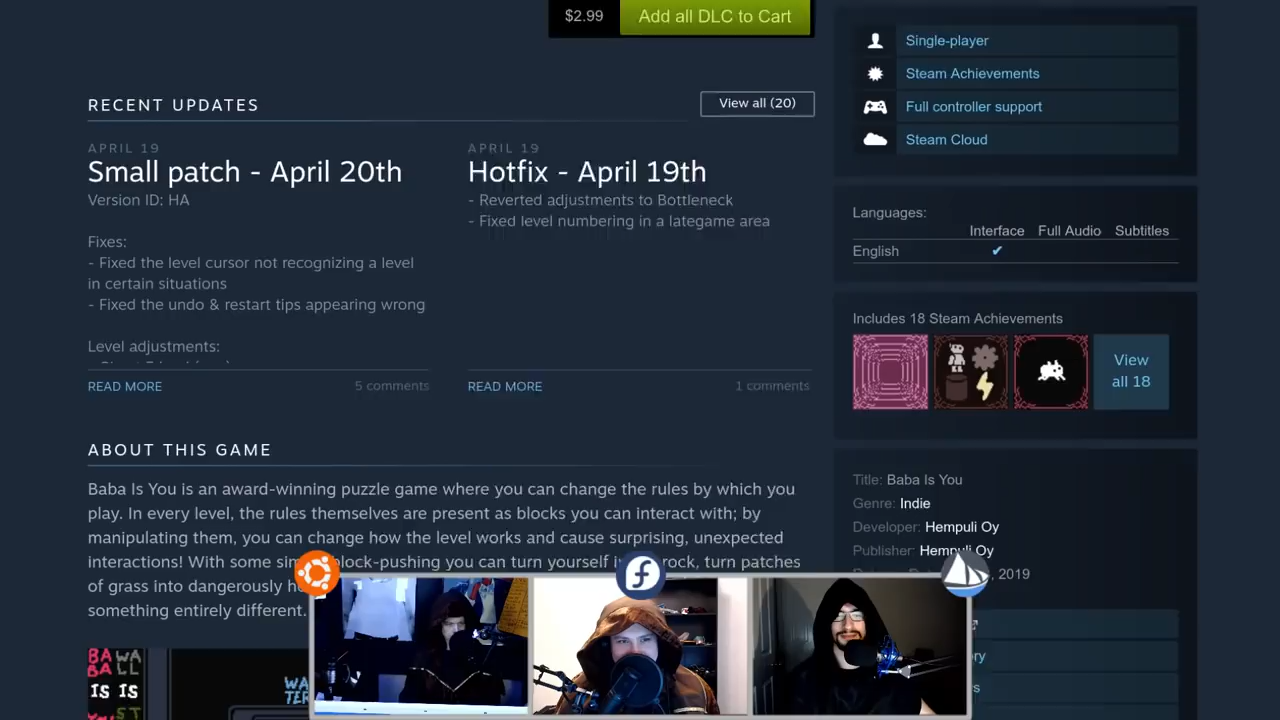 $2.99
Add all DLC to Cart
RECENT UPDATES
View all (20)
APRIL 19
Small patch - April 20th
Version ID: HA
Fixes:
- Fixed the level cursor not recognizing a level
in certain situations
- Fixed the undo & restart tips appearing wrong
Level adjustments:
READ MORE
5 comments
APRIL 19
Hotfix - April 19th
- Reverted adjustments to Bottleneck
- Fixed level numbering in a lategame area
READ MORE
1 comments
ABOUT THIS GAME
Baba Is You is an award-winning puzzle game where you can change the rules by which you
play. In every level, the rules themselves are present as blocks you can interact with; by
manipulating them, you can change how the level works and cause surprising, unexpected
interactions! With some block-pushing you can turn yourself rock, turn patches
of grass into dangerously
something entirely different.
BA WA
BA LL
IS IS
WA
TER
Single-player
Steam Achievements
Full controller support
Steam Cloud
Languages:
Interface Full Audio Subtitles
English ✔
Includes 18 Steam Achievements
View
all 18
Title: Baba Is You
Genre: Indie
Developer: Hempuli Oy
Publisher: Hempuli Oy
, 2019